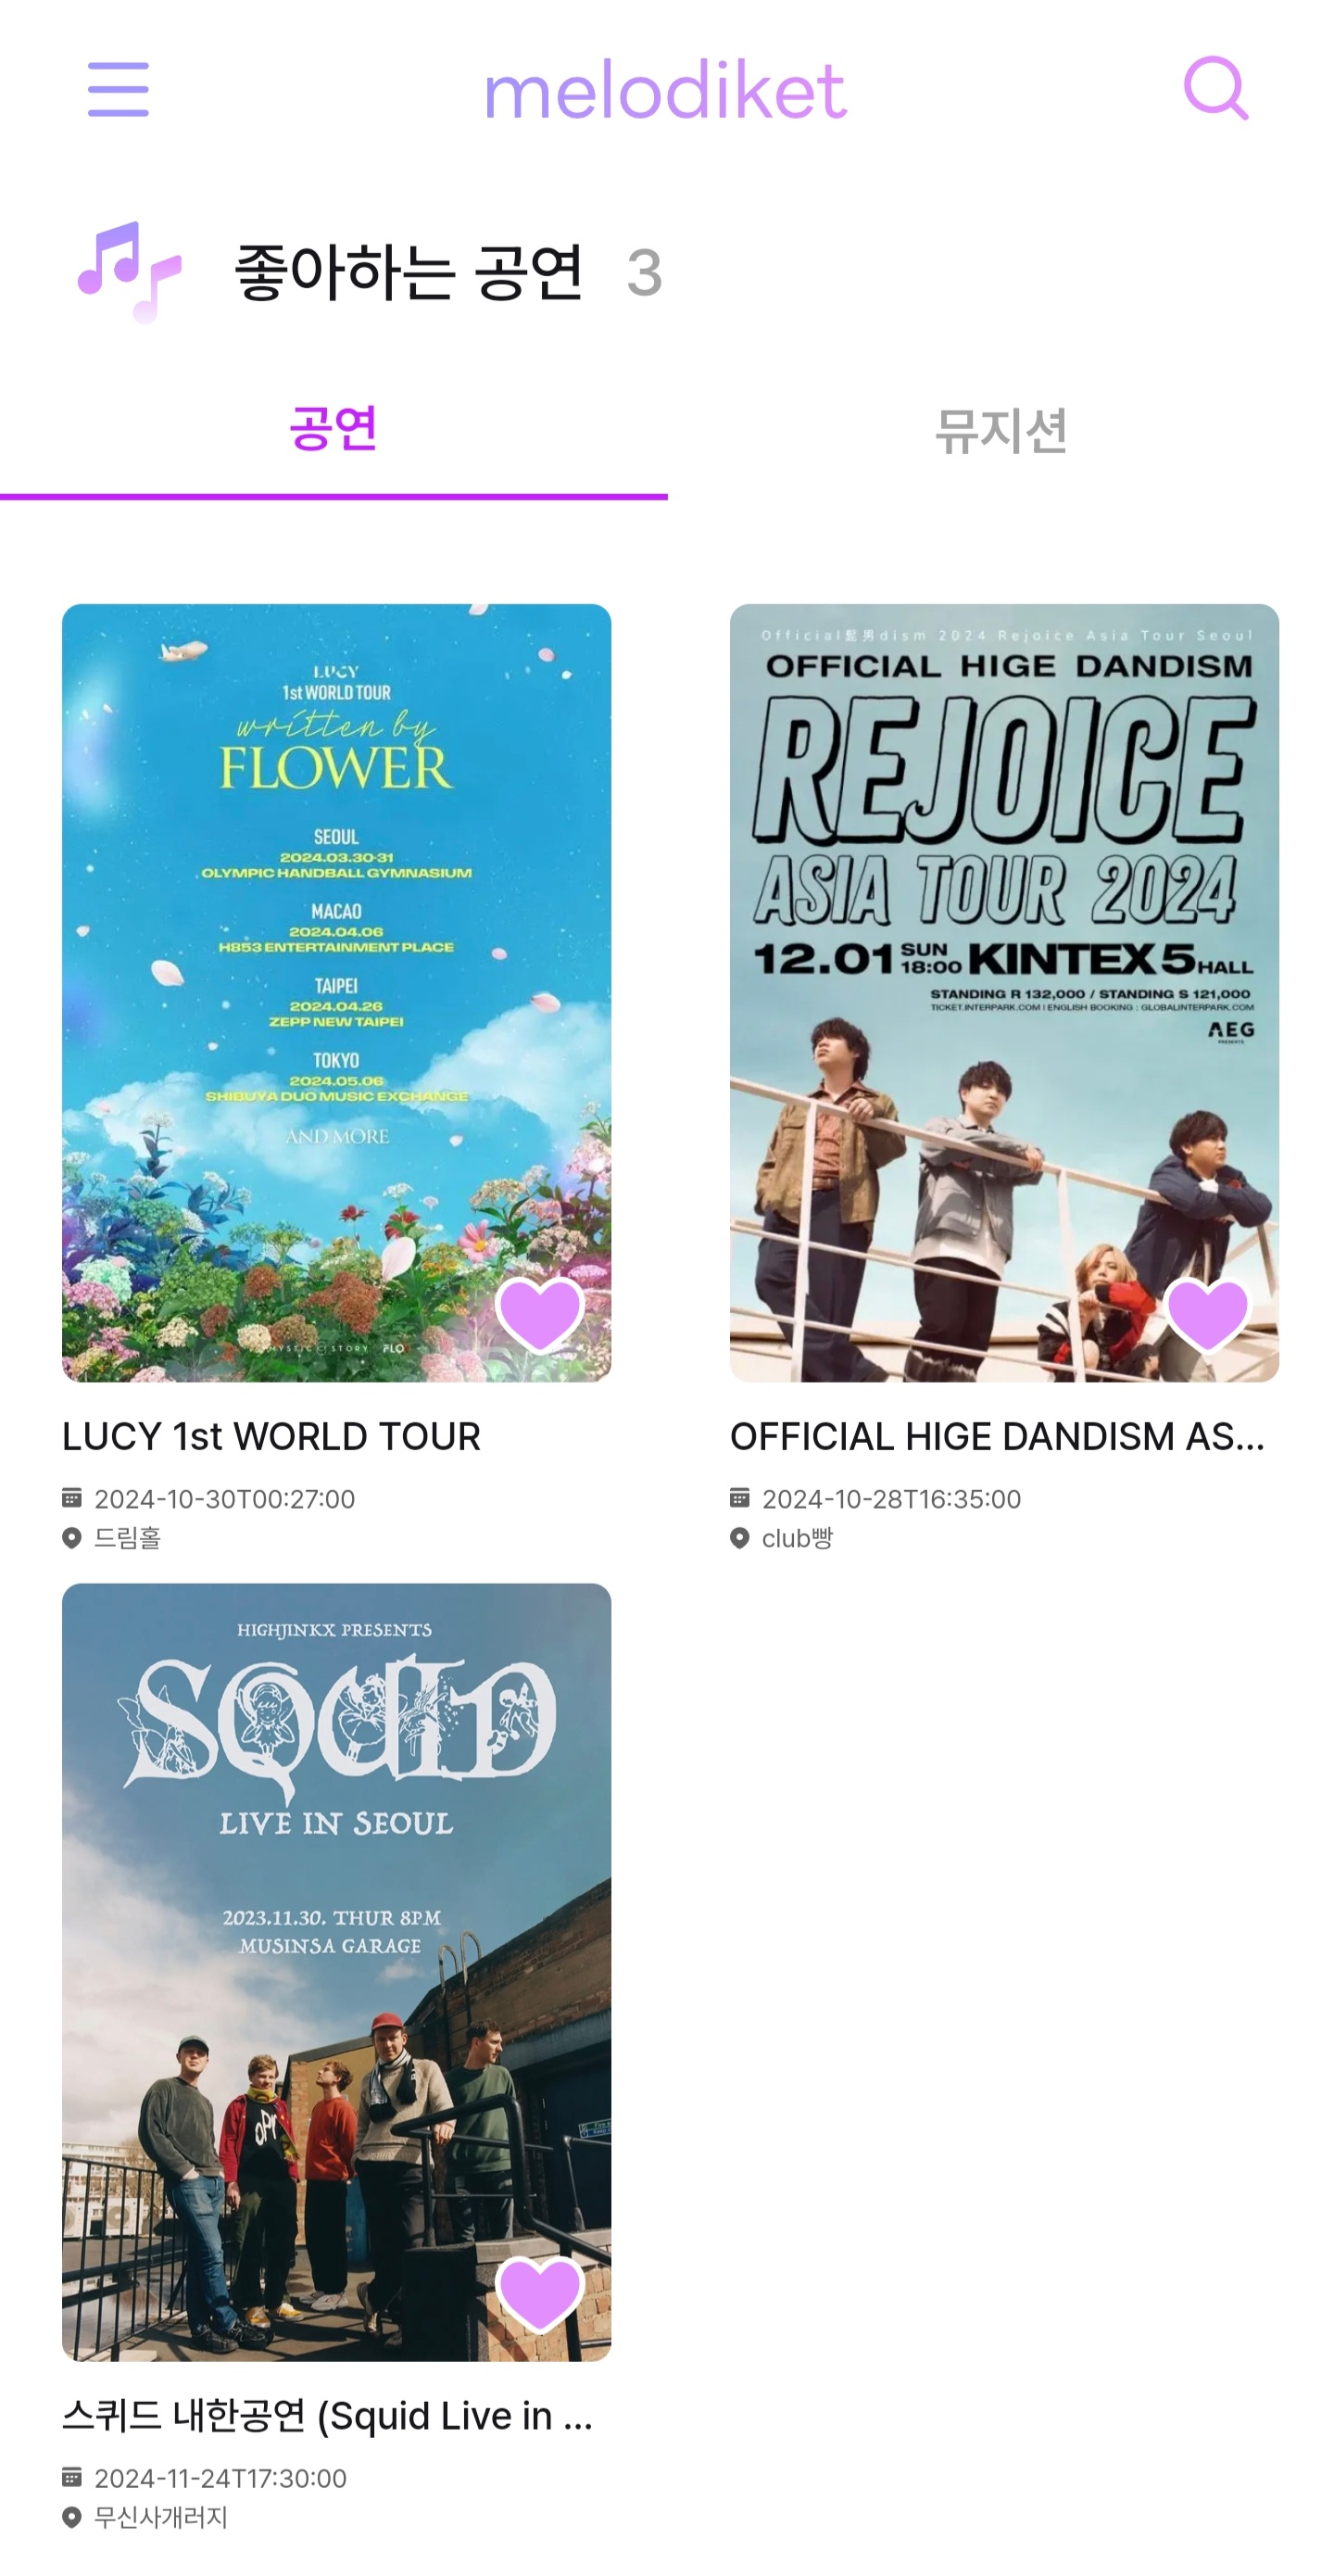 melodiket
좋아하는 공연 3
공연
뮤지션
LUCY
1st WORLD TOUR
written by
FLOWER
SEOUL
2024.03.30-31
OLYMPIC HANDBALL GYMNASIUM
MACAO
2024.04.06
H853 ENTERTAINMENT PLACE
TAIPEI
2024.04.26
ZEPP NEW TAIPEI
TOKYO
2024.05.06
SHIBUYA DUO MUSIC EXCHANGE
AND MORE
MYSTIC STORY FLO
LUCY 1st WORLD TOUR
2024-10-30T00:27:00
드림홀
Official髭男dism 2024 Rejoice Asia Tour Seoul
OFFICIAL HIGE DANDISM
REJOICE
ASIA TOUR 2024
12.01 SUN 18:00 KINTEX 5 HALL
STANDING R 132,000 / STANDING S 121,000
TICKET.INTERPARK.COM | ENGLISH BOOKING : GLOBALINTERPARK.COM
AEG
PRESENTS
OFFICIAL HIGE DANDISM AS...
2024-10-28T16:35:00
club빵
HIGHJINKX PRESENTS
SQUID
LIVE IN SEOUL
2023.11.30. THUR 8PM
MUSINSA GARAGE
스퀴드 내한공연 (Squid Live in ...
2024-11-24T17:30:00
무신사개러지